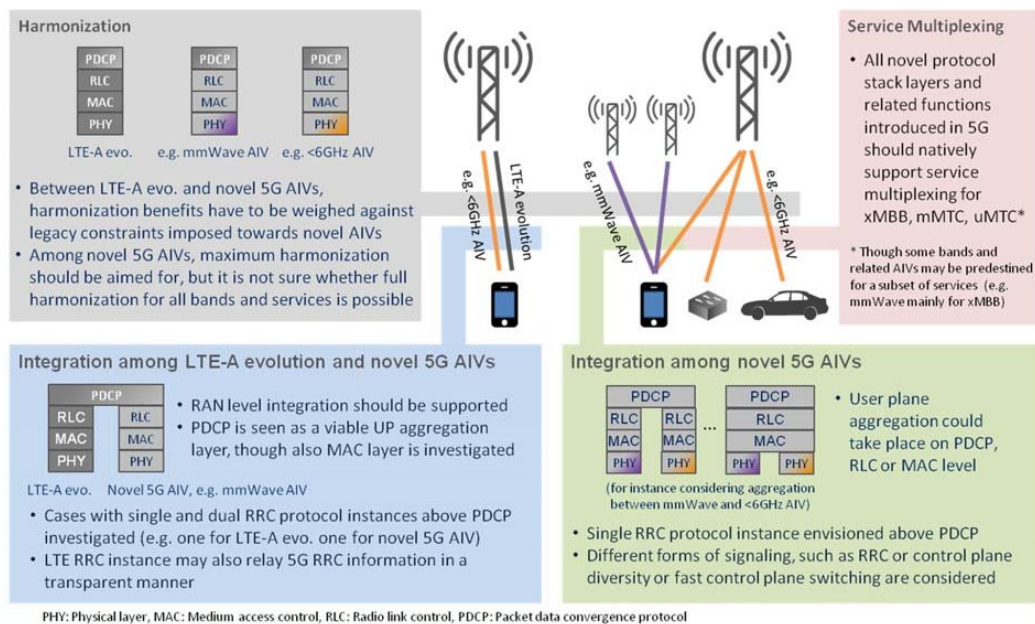 Harmonization
PDCP PDCP PDCP
RLC RLC RLC
MAC MAC MAC
PHY PHY PHY
LTE-A evo. e.g. mmWave AIV e.g. <6GHz AIV
• Between LTE-A evo. and novel 5G AIVs,
harmonization benefits have to be weighed against
legacy constraints imposed towards novel AIVs
• Among novel 5G AIVs, maximum harmonization
should be aimed for, but it is not sure whether full
harmonization for all bands and services is possible
e.g. <6GHz AIV
LTE-A evolution
e.g. mmWave AIV
e.g. <6GHz AIV
Service Multiplexing
• All novel protocol
stack layers and
related functions
introduced in 5G
should natively
support service
multiplexing for
xMBB, mMTC, uMTC*
* Though some bands and
related AIVs may be predestined
for a subset of services (e.g.
mmWave mainly for xMBB)
Integration among LTE-A evolution and novel 5G AIVs
PDCP
RLC RLC
MAC MAC
PHY PHY
LTE-A evo. Novel 5G AIV, e.g. mmWave AIV
• RAN level integration should be supported
• PDCP is seen as a viable UP aggregation
layer, though also MAC layer is investigated
• Cases with single and dual RRC protocol instances above PDCP
investigated (e.g. one for LTE-A evo. one for novel 5G AIV)
• LTE RRC instance may also relay 5G RRC information in a
transparent manner
Integration among novel 5G AIVs
PDCP PDCP
RLC RLC ... RLC
MAC MAC MAC
PHY PHY PHY PHY
(for instance considering aggregation
between mmWave and <6GHz AIV)
• User plane
aggregation could
take place on PDCP,
RLC or MAC level
• Single RRC protocol instance envisioned above PDCP
• Different forms of signaling, such as RRC or control plane
diversity or fast control plane switching are considered
PHY: Physical layer, MAC: Medium access control, RLC: Radio link control, PDCP: Packet data convergence protocol